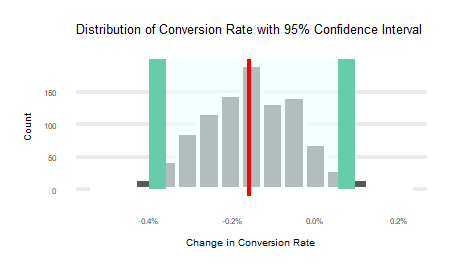 Distribution of Conversion Rate with 95% Confidence Interval
150
100
50
0
Count
-0.4%
-0.2%
0.0%
0.2%
Change in Conversion Rate